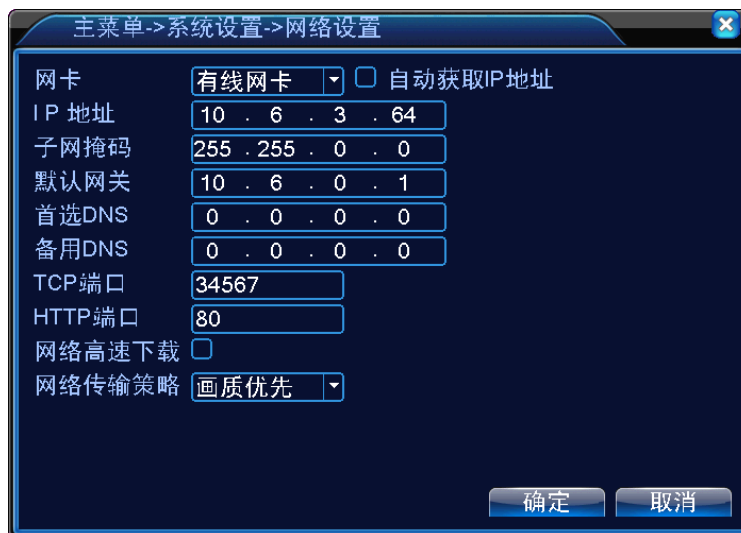 主菜单->系统设置->网络设置
网卡 有线网卡 自动获取IP地址
IP 地址 10 . 6 . 3 . 64
子网掩码 255 . 255 . 0 . 0
默认网关 10 . 6 . 0 . 1
首选DNS 0 . 0 . 0 . 0
备用DNS 0 . 0 . 0 . 0
TCP端口 34567
HTTP端口 80
网络高速下载
网络传输策略 画质优先
确定 取消